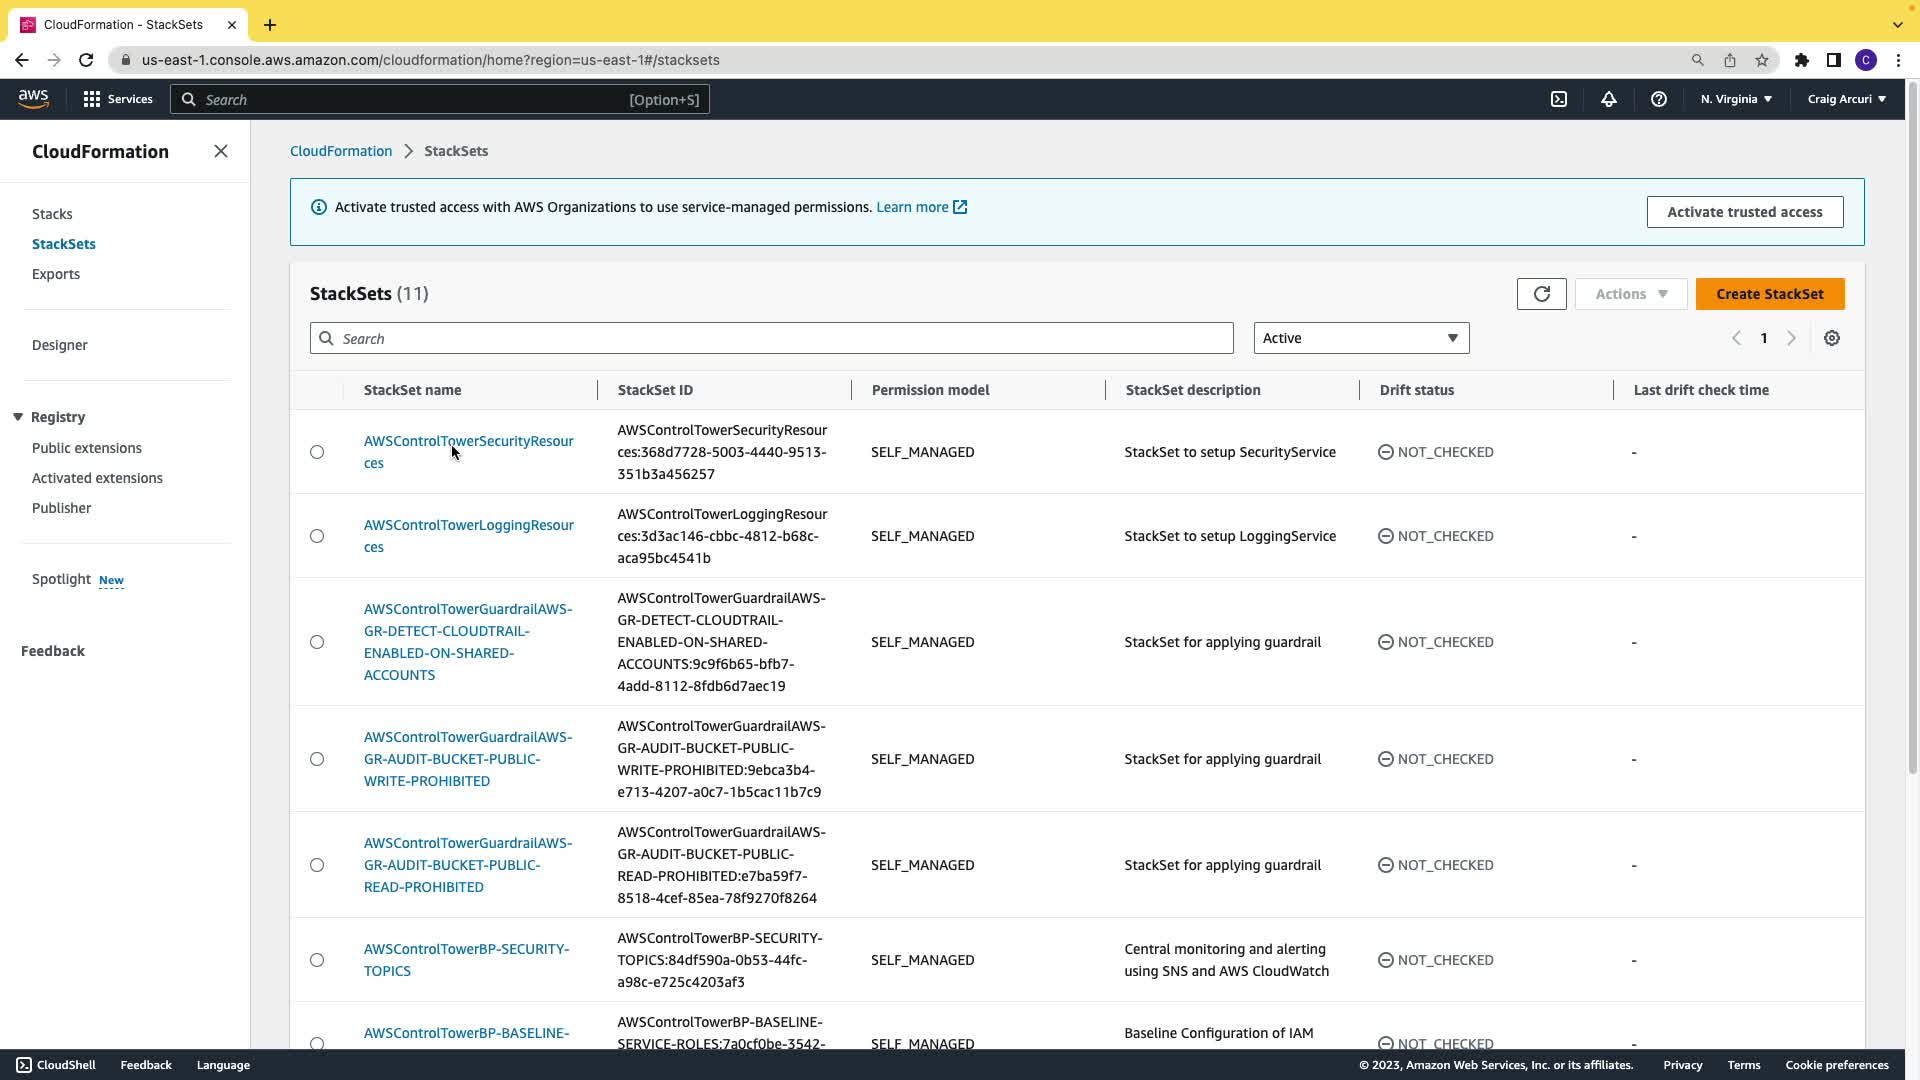 CloudFormation - StackSets
us-east-1.console.aws.amazon.com/cloudformation/home?region=us-east-1#/stacksets
C
aws
Services
Search
[Option+S]
N. Virginia
Craig Arcuri
CloudFormation
Stacks
StackSets
Exports
Designer
Registry
Public extensions
Activated extensions
Publisher
Spotlight New
Feedback
CloudFormation > StackSets
Activate trusted access with AWS Organizations to use service-managed permissions. Learn more
Activate trusted access
StackSets (11)
Actions
Create StackSet
Search
Active
1
StackSet name
StackSet ID
Permission model
StackSet description
Drift status
Last drift check time
AWSControlTowerSecurityResour
ces
AWSControlTowerSecurityResour
ces:368d7728-5003-4440-9513-
351b3a456257
SELF_MANAGED
StackSet to setup SecurityService
NOT_CHECKED
-
AWSControlTowerLoggingResour
ces
AWSControlTowerLoggingResour
ces:3d3ac146-cbbc-4812-b68c-
aca95bc4541b
SELF_MANAGED
StackSet to setup LoggingService
NOT_CHECKED
-
AWSControlTowerGuardrailAWS-
GR-DETECT-CLOUDTRAIL-
ENABLED-ON-SHARED-
ACCOUNTS
AWSControlTowerGuardrailAWS-
GR-DETECT-CLOUDTRAIL-
ENABLED-ON-SHARED-
ACCOUNTS:9c9f6b65-bfb7-
4add-8112-8fdb6d7aec19
SELF_MANAGED
StackSet for applying guardrail
NOT_CHECKED
-
AWSControlTowerGuardrailAWS-
GR-AUDIT-BUCKET-PUBLIC-
WRITE-PROHIBITED
AWSControlTowerGuardrailAWS-
GR-AUDIT-BUCKET-PUBLIC-
WRITE-PROHIBITED:9ebca3b4-
e713-4207-a0c7-1b5cac11b7c9
SELF_MANAGED
StackSet for applying guardrail
NOT_CHECKED
-
AWSControlTowerGuardrailAWS-
GR-AUDIT-BUCKET-PUBLIC-
READ-PROHIBITED
AWSControlTowerGuardrailAWS-
GR-AUDIT-BUCKET-PUBLIC-
READ-PROHIBITED:e7ba59f7-
8518-4cef-85ea-78f9270f8264
SELF_MANAGED
StackSet for applying guardrail
NOT_CHECKED
-
AWSControlTowerBP-SECURITY-
TOPICS
AWSControlTowerBP-SECURITY-
TOPICS:84df590a-0b53-44fc-
a98c-e725c4203af3
SELF_MANAGED
Central monitoring and alerting
using SNS and AWS CloudWatch
NOT_CHECKED
-
AWSControlTowerBP-BASELINE-
AWSControlTowerBP-BASELINE-
SERVICE-ROLES:7a0cf0be-3542-
SELF_MANAGED
Baseline Configuration of IAM
NOT_CHECKED
-
CloudShell
Feedback
Language
© 2023, Amazon Web Services, Inc. or its affiliates.
Privacy
Terms
Cookie preferences